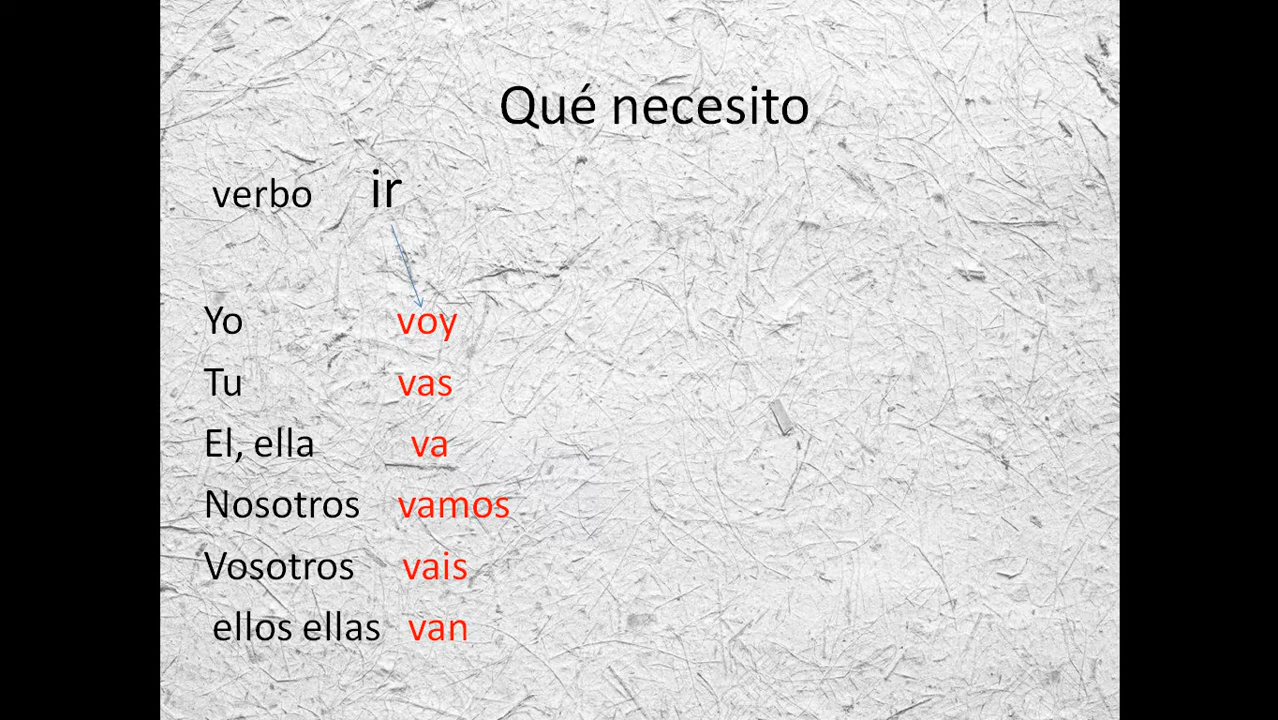 Qué necesito
verbo ir
Yo voy
Tu vas
El, ella va
Nosotros vamos
Vosotros vais
ellos ellas van